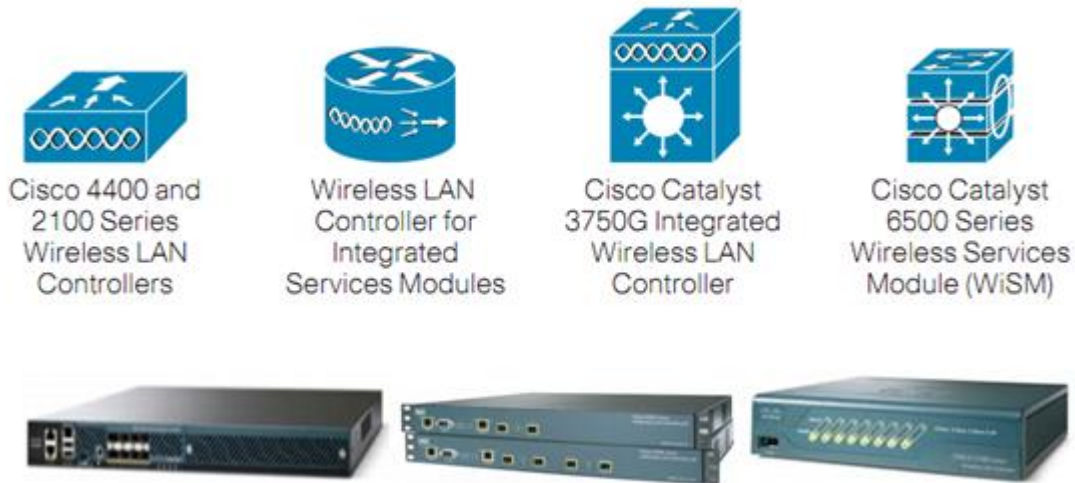 Cisco 4400 and
2100 Series
Wireless LAN
Controllers
Wireless LAN
Controller for
Integrated
Services Modules
Cisco Catalyst
3750G Integrated
Wireless LAN
Controller
Cisco Catalyst
6500 Series
Wireless Services
Module (WiSM)